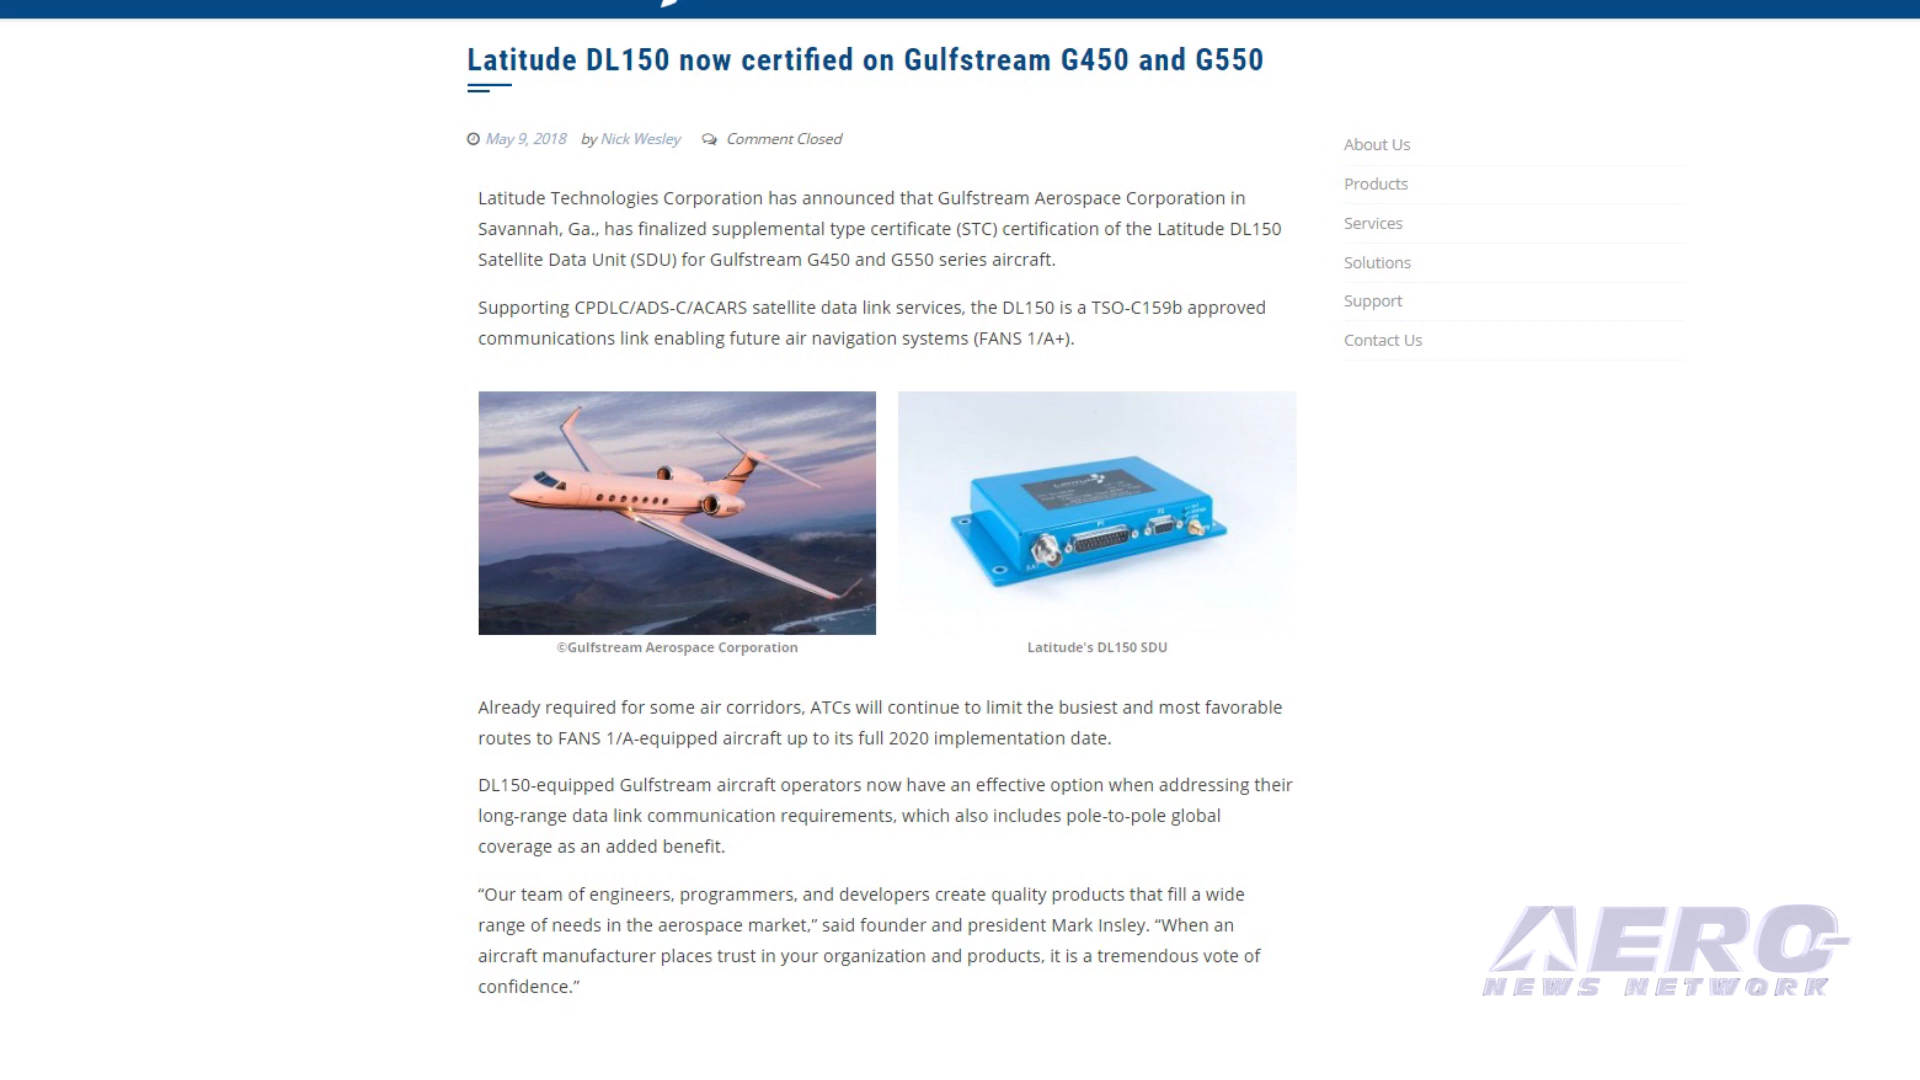 Latitude DL150 now certified on Gulfstream G450 and G550
May 9, 2018 by Nick Wesley Comment Closed
Latitude Technologies Corporation has announced that Gulfstream Aerospace Corporation in
Savannah, Ga., has finalized supplemental type certificate (STC) certification of the Latitude DL150
Satellite Data Unit (SDU) for Gulfstream G450 and G550 series aircraft.
Supporting CPDLC/ADS-C/ACARS satellite data link services, the DL150 is a TSO-C159b approved
communications link enabling future air navigation systems (FANS 1/A+).
LATITUDE
P1
P2
SAT
©Gulfstream Aerospace Corporation
Latitude's DL150 SDU
Already required for some air corridors, ATCs will continue to limit the busiest and most favorable
routes to FANS 1/A-equipped aircraft up to its full 2020 implementation date.
DL150-equipped Gulfstream aircraft operators now have an effective option when addressing their
long-range data link communication requirements, which also includes pole-to-pole global
coverage as an added benefit.
“Our team of engineers, programmers, and developers create quality products that fill a wide
range of needs in the aerospace market,” said founder and president Mark Insley. “When an
aircraft manufacturer places trust in your organization and products, it is a tremendous vote of
confidence.”
About Us
Products
Services
Solutions
Support
Contact Us
AERO
NEWS NETWORK